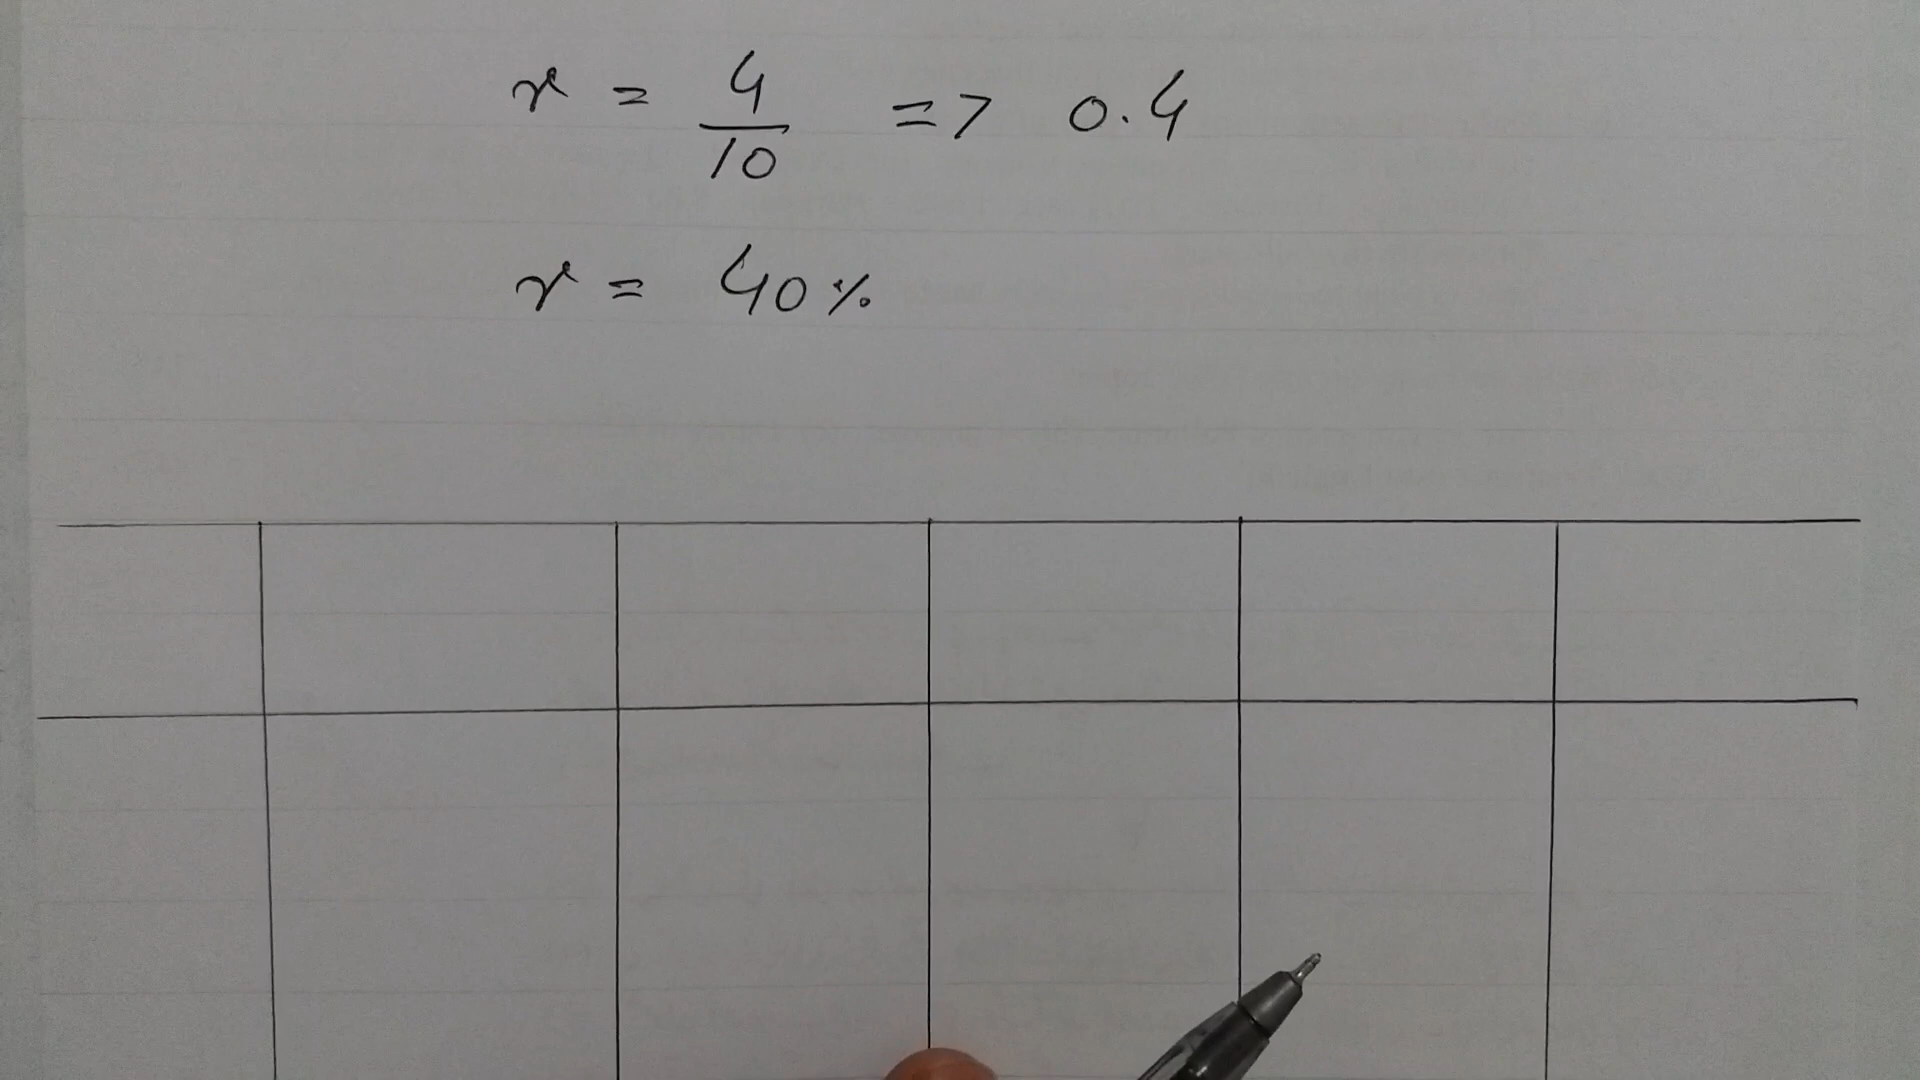 r = 4/10 => 0.4
r = 40%